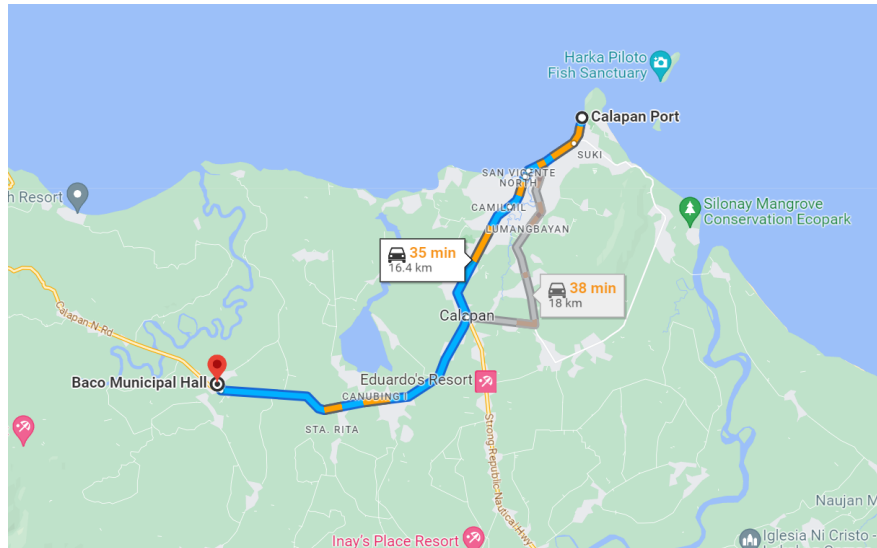 Harka Piloto
Fish Sanctuary
Calapan Port
SUKI
SAN VICENTE
NORTH
h Resort
CAMILMIL
Silonay Mangrove
Conservation Ecopark
LUMANGBAYAN
35 min
16.4 km
38 min
18 km
Calapan N Rd
Calapan
Baco Municipal Hall
Eduardo's Resort
CANUBING I
STA. RITA
Strong Republic Nautical Hwy
Naujan M
Inay's Place Resort
Iglesia Ni Cristo -